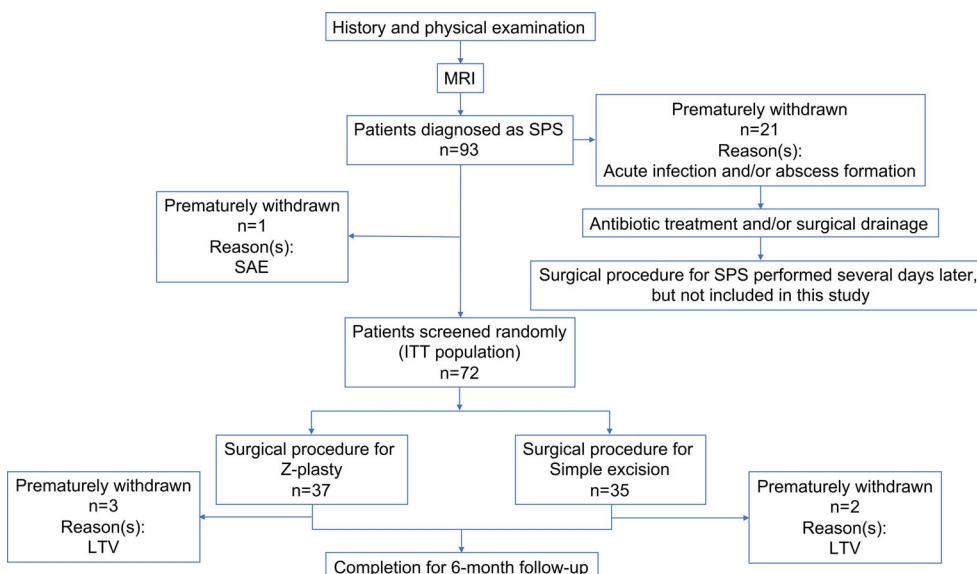 History and physical examination
MRI
Patients diagnosed as SPS
n=93
Prematurely withdrawn
n=21
Reason(s):
Acute infection and/or abscess formation
Prematurely withdrawn
n=1
Reason(s):
SAE
Antibiotic treatment and/or surgical drainage
Surgical procedure for SPS performed several days later,
but not included in this study
Patients screened randomly
(ITT population)
n=72
Surgical procedure for
Z-plasty
n=37
Surgical procedure for
Simple excision
n=35
Prematurely withdrawn
n=3
Reason(s):
LTV
Prematurely withdrawn
n=2
Reason(s):
LTV
Completion for 6-month follow-up